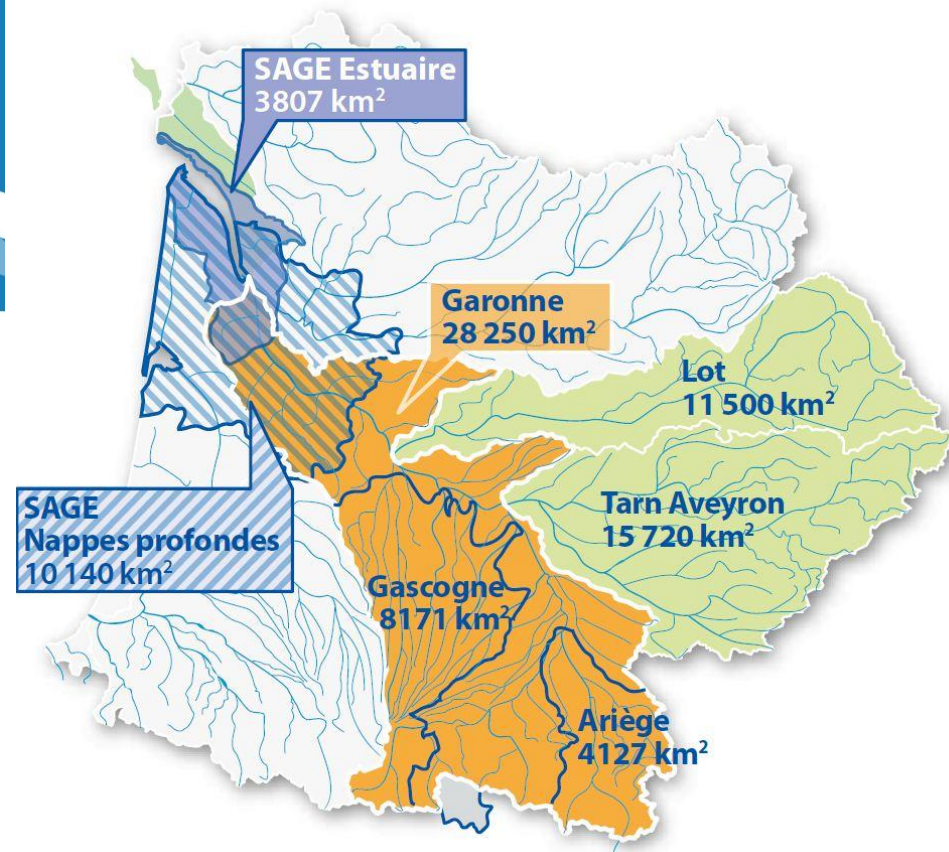 SAGE Estuaire
3807 km²
Garonne
28 250 km²
Lot
11 500 km²
Tarn Aveyron
15 720 km²
SAGE
Nappes profondes
10 140 km²
Gascogne
8171 km²
Ariège
4127 km²